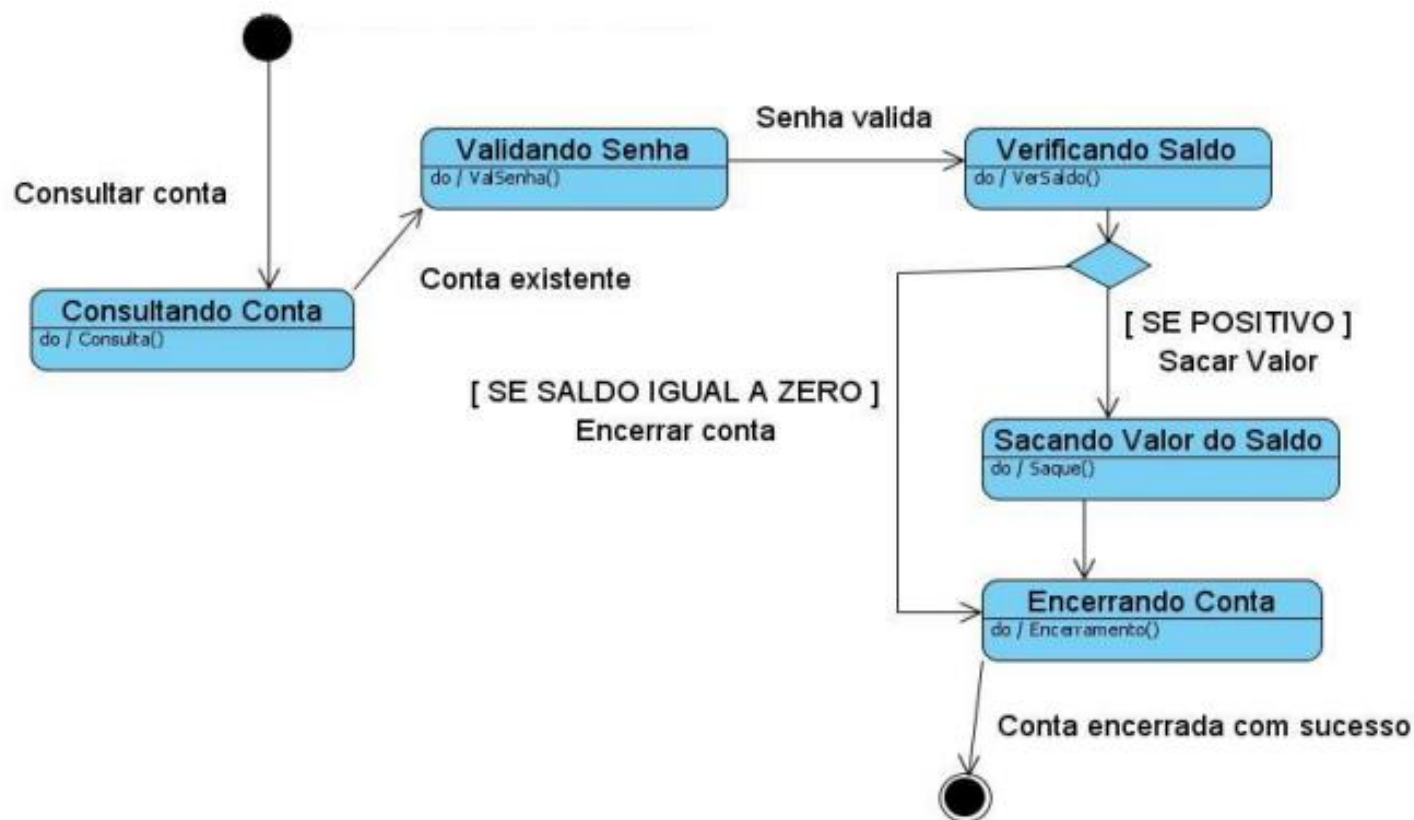 Consultar conta
Consultando Conta
do / Consulta()
Conta existente
Validando Senha
do / ValSenha()
Senha valida
Verificando Saldo
do / VerSaldo()
[ SE POSITIVO ]
Sacar Valor
[ SE SALDO IGUAL A ZERO ]
Encerrar conta
Sacando Valor do Saldo
do / Saque()
Encerrando Conta
do / Encerramento()
Conta encerrada com sucesso